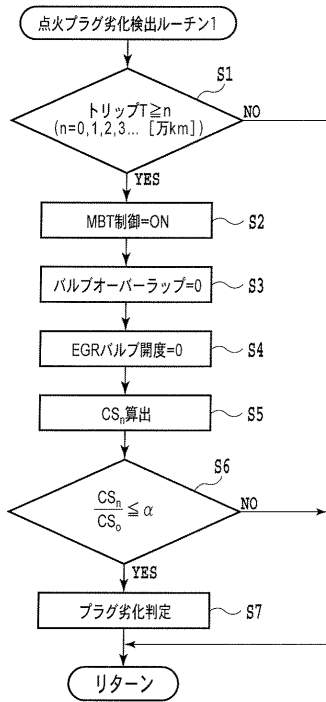 点火プラグ劣化検出ルーチン1
S1
トリップT≧n
(n=0,1,2,3... [万km])
NO
YES
MBT制御=ON
S2
バルブオーバーラップ=0
S3
EGRバルブ開度=0
S4
CSn算出
S5
S6
CSn
CSo
≦α
NO
YES
プラグ劣化判定
S7
リターン